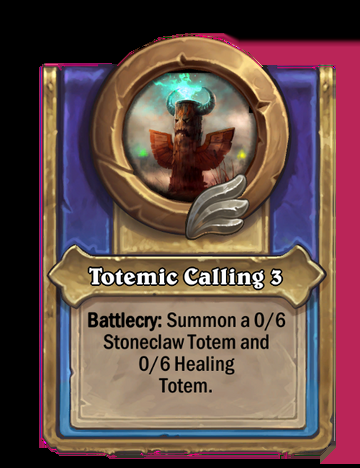 Totemic Calling 3
Battlecry: Summon a 0/6
Stoneclaw Totem and
0/6 Healing
Totem.